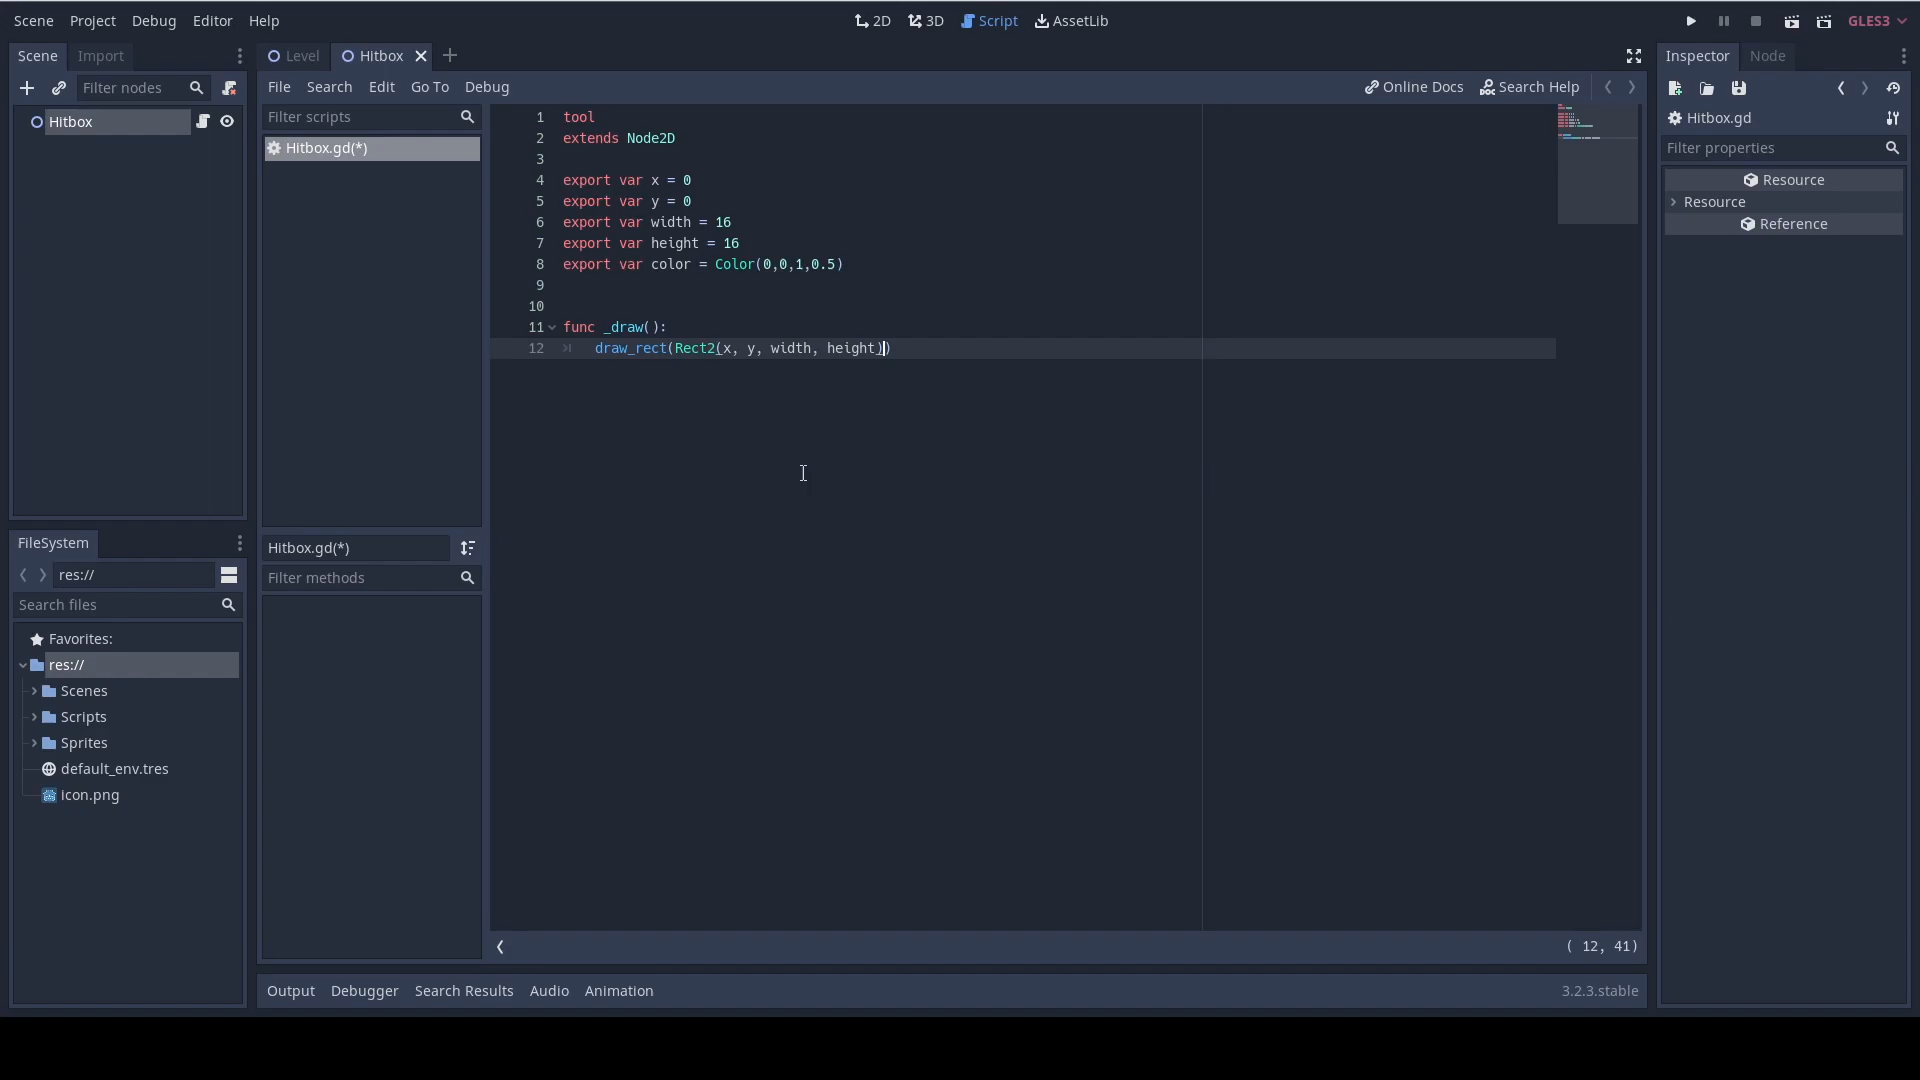 Scene Project Debug Editor Help
2D 3D Script AssetLib
GLES3
Scene Import
Filter nodes
Hitbox
Level Hitbox
File Search Edit Go To Debug
Online Docs Search Help
Filter scripts
Hitbox.gd(*)
Hitbox.gd(*)
Filter methods
1 tool
2 extends Node2D
3
4 export var x = 0
5 export var y = 0
6 export var width = 16
7 export var height = 16
8 export var color = Color(0,0,1,0.5)
9
10
11 func _draw():
12 draw_rect(Rect2(x, y, width, height))
( 12, 41)
Output Debugger Search Results Audio Animation
3.2.3.stable
FileSystem
res://
Search files
Favorites:
res://
Scenes
Scripts
Sprites
default_env.tres
icon.png
Inspector Node
Hitbox.gd
Filter properties
Resource
Resource
Reference